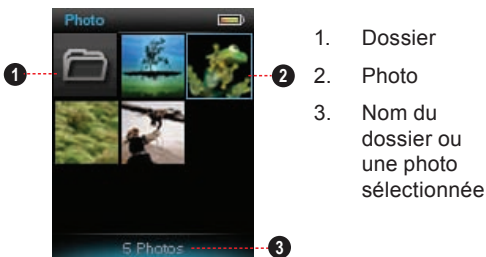 Photo
1
2
3
5 Photos
1. Dossier
2. Photo
3. Nom du
dossier ou
une photo
sélectionnée